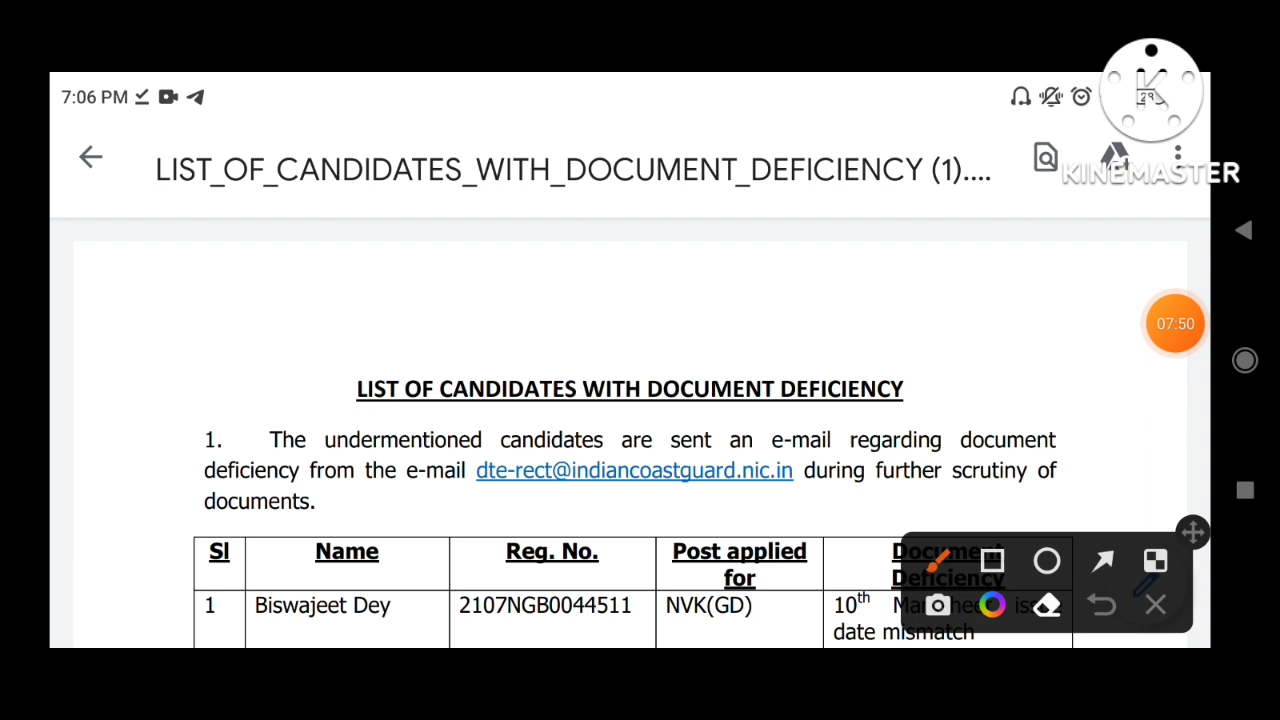 7:06 PM
LIST_OF_CANDIDATES_WITH_DOCUMENT_DEFICIENCY (1)....
KINEMASTER
07:50
LIST OF CANDIDATES WITH DOCUMENT DEFICIENCY
1. The undermentioned candidates are sent an e-mail regarding document
deficiency from the e-mail dte-rect@indiancoastguard.nic.in during further scrutiny of
documents.
Sl Name Reg. No. Post applied for Document Deficiency
1 Biswajeet Dey 2107NGB0044511 NVK(GD) 10th
date mismatch